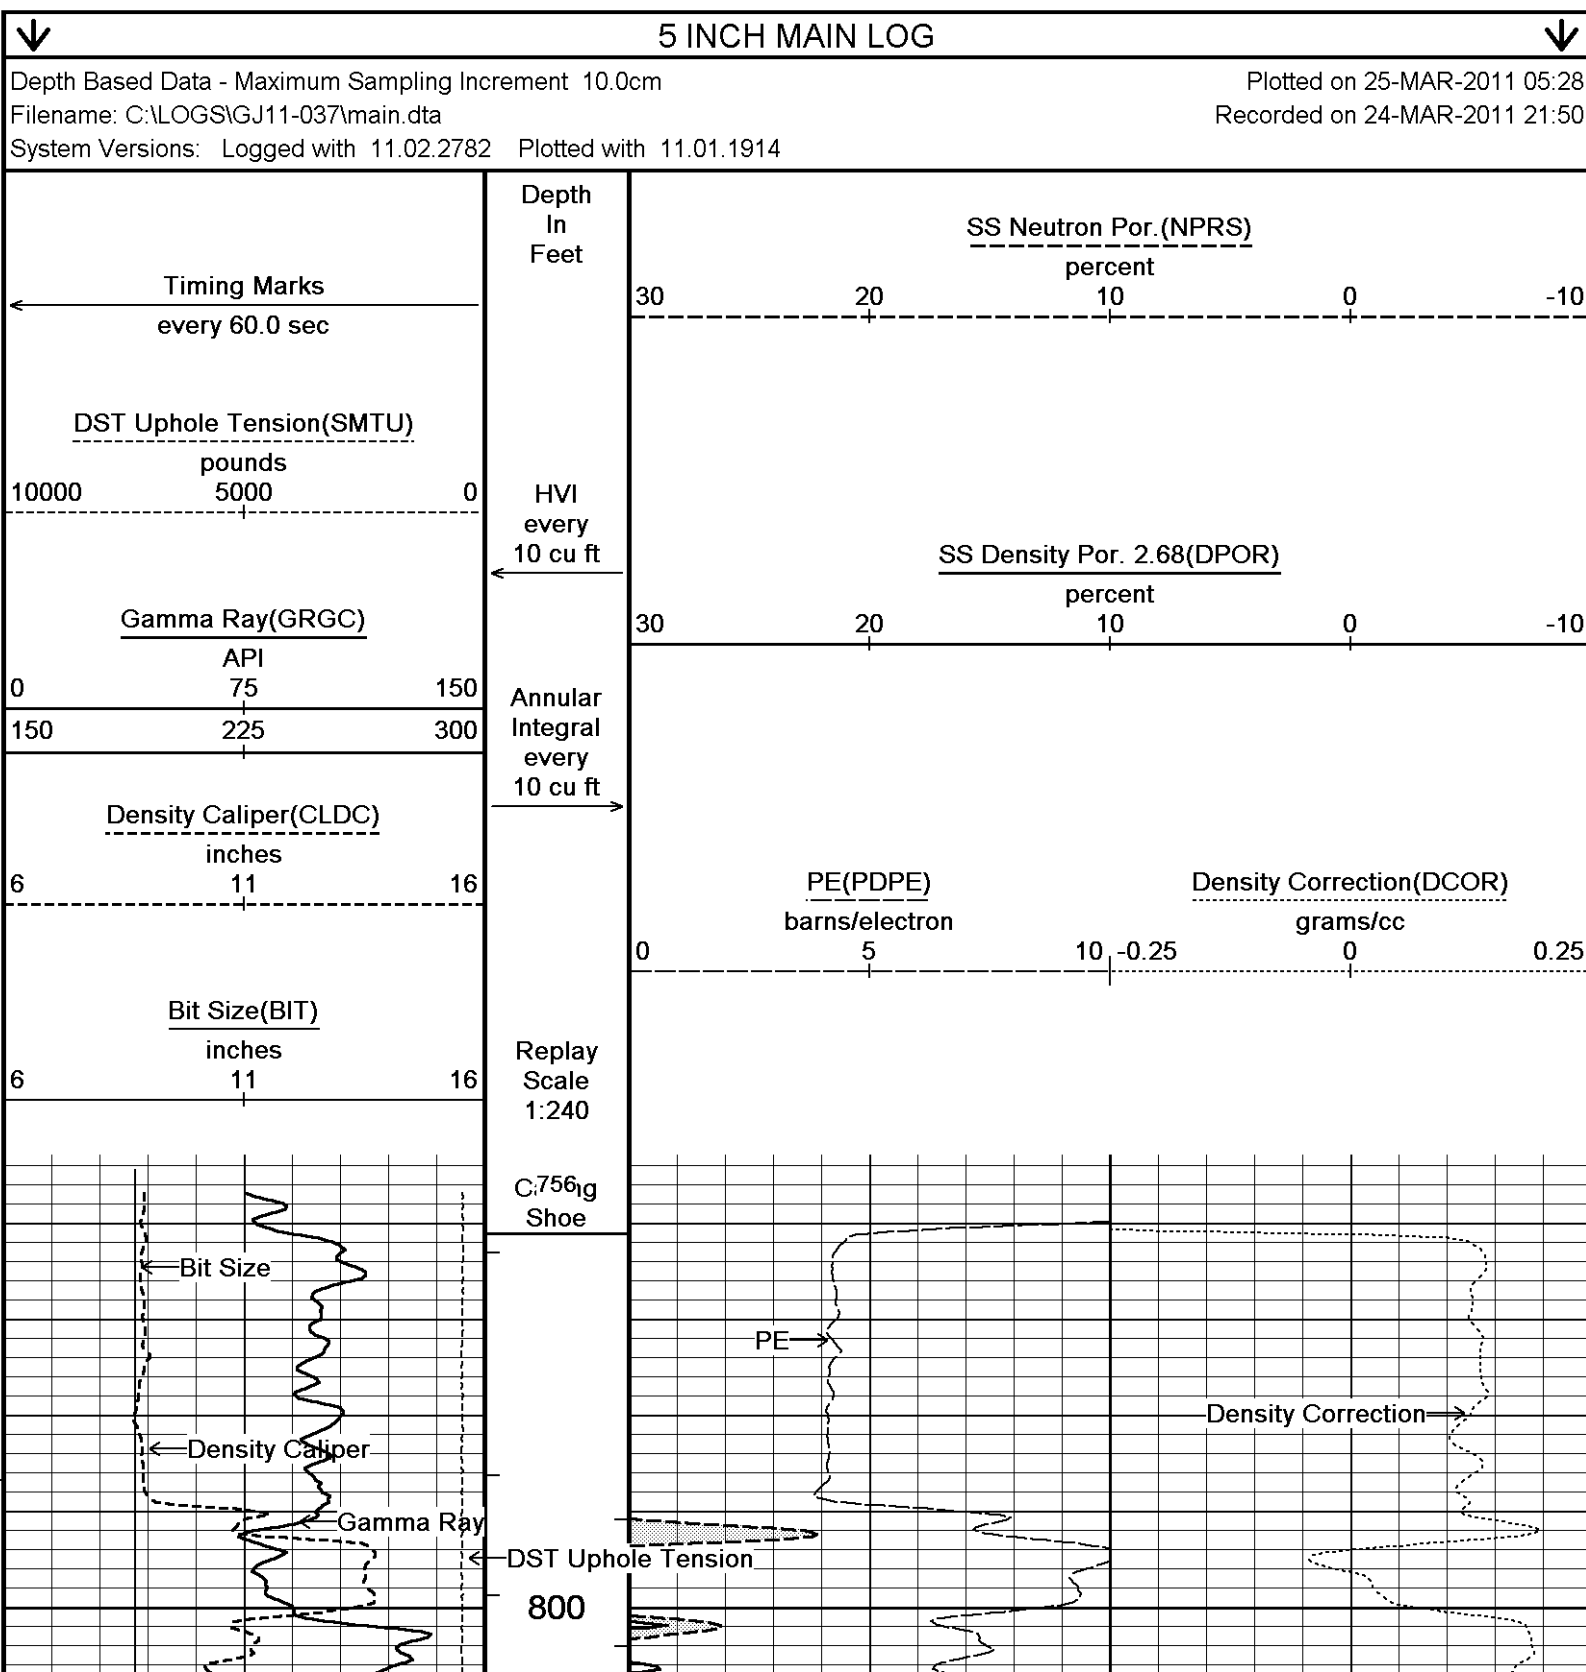 5 INCH MAIN LOG
Depth Based Data - Maximum Sampling Increment 10.0cm
Plotted on 25-MAR-2011 05:28
Filename: C:\LOGS\GJ11-037\main.dta
Recorded on 24-MAR-2011 21:50
System Versions: Logged with 11.02.2782 Plotted with 11.01.1914
Timing Marks
every 60.0 sec
DST Uphole Tension(SMTU)
pounds
10000 5000 0
Gamma Ray(GRGC)
API
0 75 150
150 225 300
Density Caliper(CLDC)
inches
6 11 16
Bit Size(BIT)
inches
6 11 16
Depth
In
Feet
HVI
every
10 cu ft
Annular
Integral
every
10 cu ft
Replay
Scale
1:240
756
Shoe
SS Neutron Por.(NPRS)
percent
30 20 10 0 -10
SS Density Por. 2.68(DPOR)
percent
30 20 10 0 -10
PE(PDPE)
barns/electron
0 5 10
Density Correction(DCOR)
grams/cc
-0.25 0 0.25
Bit Size
PE
Density Correction
Density Caliper
Gamma Ray
DST Uphole Tension
800